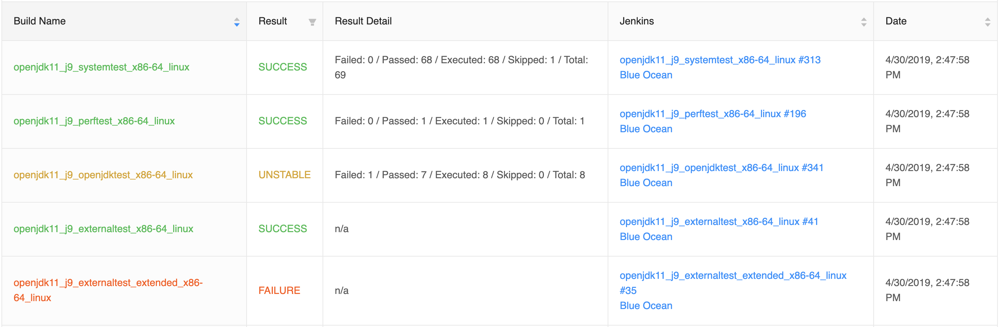 Build Name
Result
Result Detail
Jenkins
Date
openjdk11_j9_systemtest_x86-64_linux
SUCCESS
Failed: 0 / Passed: 68 / Executed: 68 / Skipped: 1 / Total:
69
openjdk11_j9_systemtest_x86-64_linux #313
Blue Ocean
4/30/2019, 2:47:58
PM
openjdk11_j9_perftest_x86-64_linux
SUCCESS
Failed: 0 / Passed: 1 / Executed: 1 / Skipped: 0 / Total: 1
openjdk11_j9_perftest_x86-64_linux #196
Blue Ocean
4/30/2019, 2:47:58
PM
openjdk11_j9_openjdktest_x86-64_linux
UNSTABLE
Failed: 1 / Passed: 7 / Executed: 8 / Skipped: 0 / Total: 8
openjdk11_j9_openjdktest_x86-64_linux #341
Blue Ocean
4/30/2019, 2:47:58
PM
openjdk11_j9_externaltest_x86-64_linux
SUCCESS
n/a
openjdk11_j9_externaltest_x86-64_linux #41
Blue Ocean
4/30/2019, 2:47:58
PM
openjdk11_j9_externaltest_extended_x86-
64_linux
FAILURE
n/a
openjdk11_j9_externaltest_extended_x86-64_linux
#35
Blue Ocean
4/30/2019, 2:47:58
PM